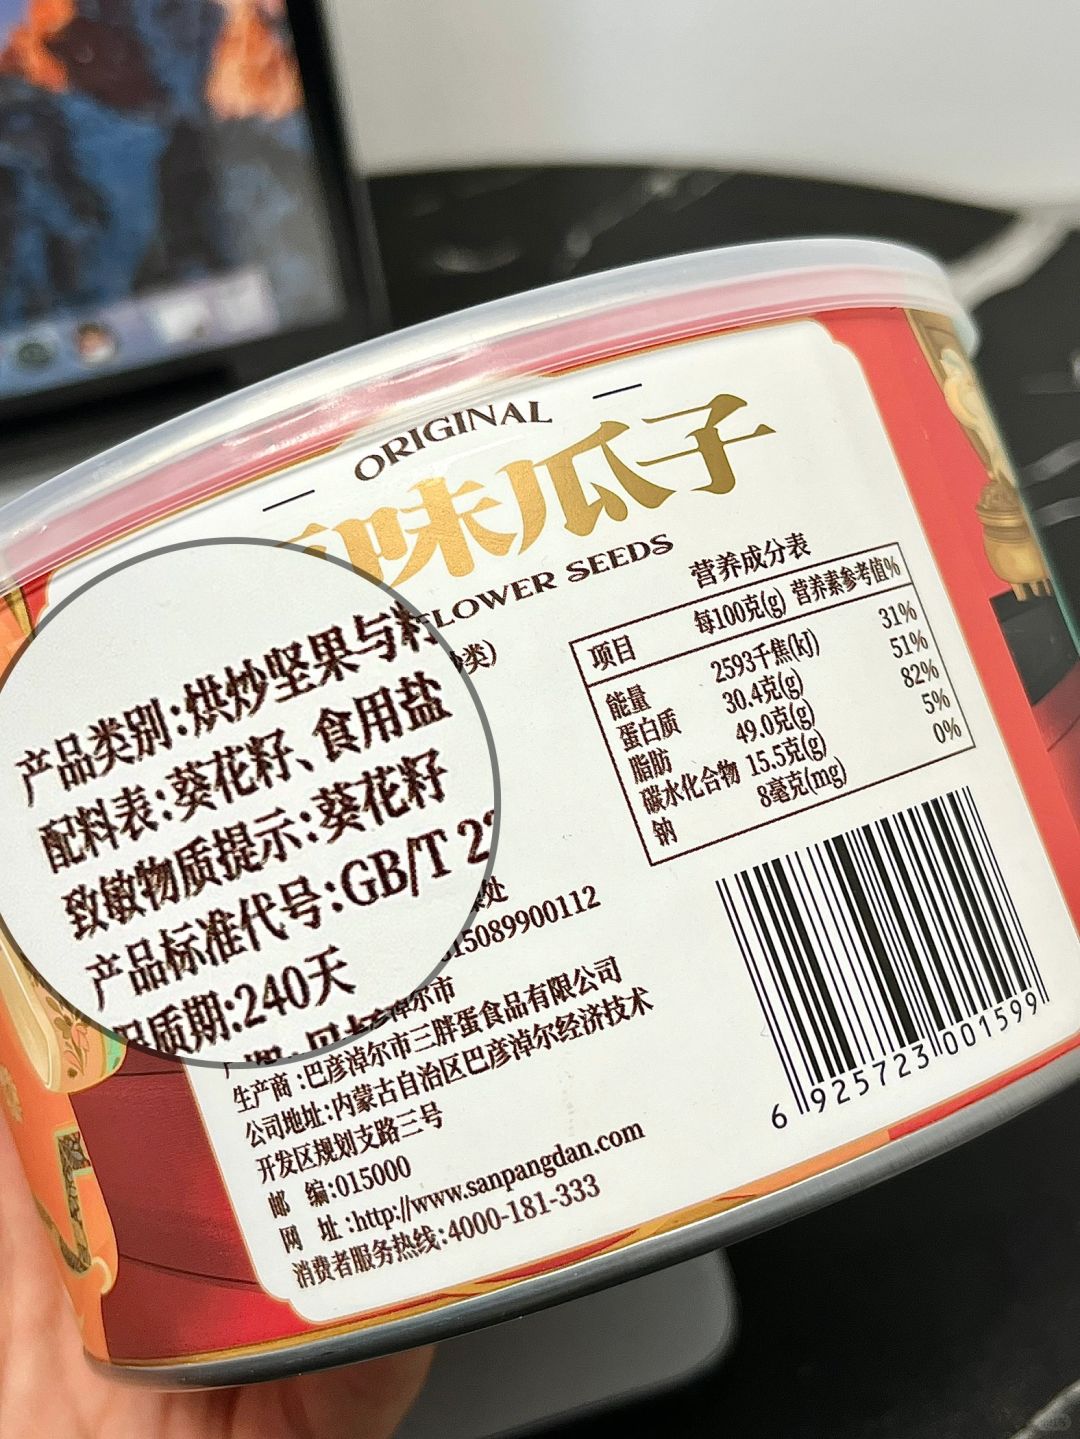 ORIGINAL
味瓜子
FLOWER SEEDS
产品类别:烘炒坚果与籽
炒类)
配料表:葵花籽、食用盐
致敏物质提示:葵花籽
产品标准代号:GB/T 22
保质期:240天
处
15089900112
淖尔市
生产商:巴彦淖尔市三胖蛋食品有限公司
公司地址:内蒙古自治区巴彦淖尔经济技术
开发区规划支路三号
邮 编:015000
网 址:http://www.sanpangdan.com
消费者服务热线:4000-181-333
营养成分表
项目 每100克(g) 营养素参考值%
能量 2593千焦(kJ) 31%
蛋白质 30.4克(g) 51%
脂肪 49.0克(g) 82%
碳水化合物 15.5克(g) 5%
钠 8毫克(mg) 0%
6 925723 001599